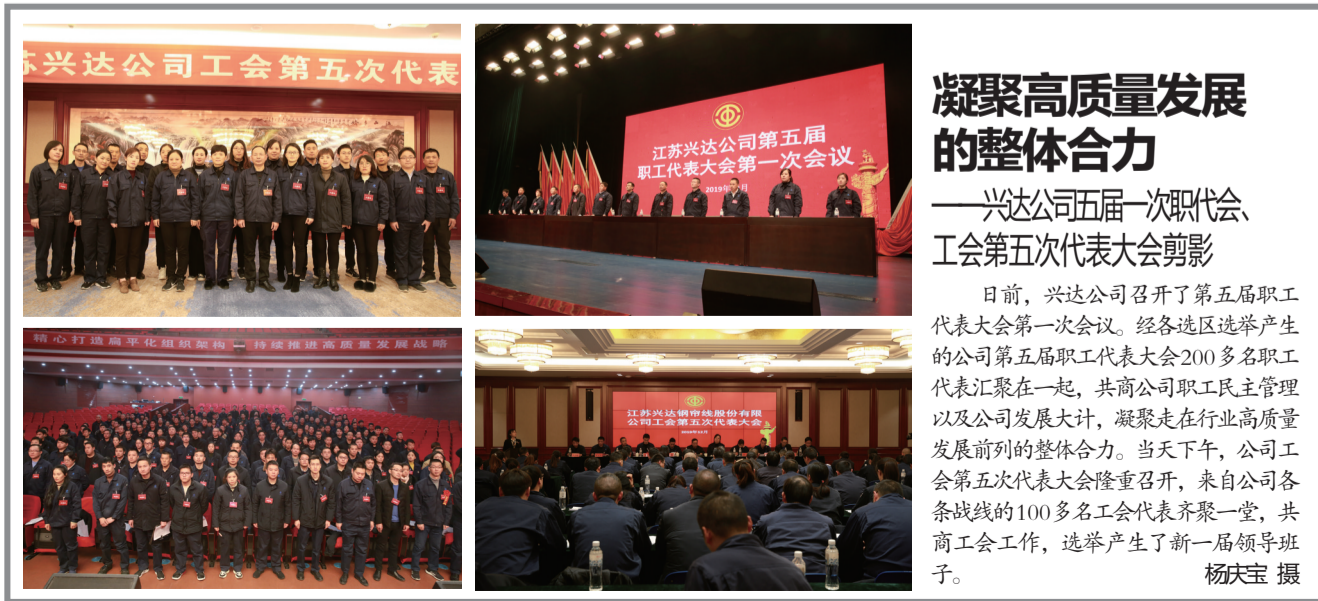 苏兴达公司工会第五次代表
江苏兴达公司第五届
职工代表大会第一次会议
精心打造扁平化组织架构 持续推进高质量发展战略
江苏兴达钢帘线股份有限
公司工会第五次代表大会
凝聚高质量发展
的整体合力
——兴达公司五届一次职代会、
工会第五次代表大会剪影
日前，兴达公司召开了第五届职工
代表大会第一次会议。经各选区选举产生
的公司第五届职工代表大会200多名职工
代表汇聚在一起，共商公司职工民主管理
以及公司发展大计，凝聚走在行业高质量
发展前列的整体合力。当天下午，公司工
会第五次代表大会隆重召开，来自公司各
条战线的100多名工会代表齐聚一堂，共
商工会工作，选举产生了新一届领导班
子。 杨庆宝 摄